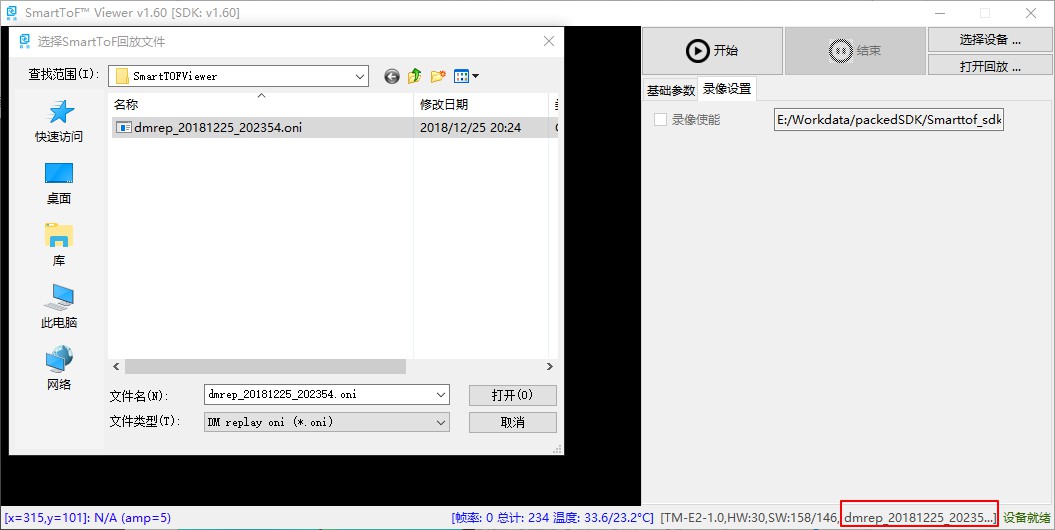 SmartToF™ Viewer v1.60 [SDK: v1.60]
选择SmartToF回放文件
查找范围(I):
SmartTOFViewer
名称
修改日期
dmrep_20181225_202354.oni
2018/12/25 20:24
快速访问
桌面
库
此电脑
网络
文件名(N):
dmrep_20181225_202354.oni
打开(O)
文件类型(T):
DM replay oni (*.oni)
取消
开始
结束
选择设备 ...
打开回放 ...
基础参数
录像设置
录像使能
E:/Workdata/packedSDK/Smarttof_sdk
[x=315,y=101]: N/A (amp=5)
[帧率: 0 总计: 234 温度: 33.6/23.2°C]
[TM-E2-1.0,HW:30,SW:158/146, dmrep_20181225_20235...]
设备就绪